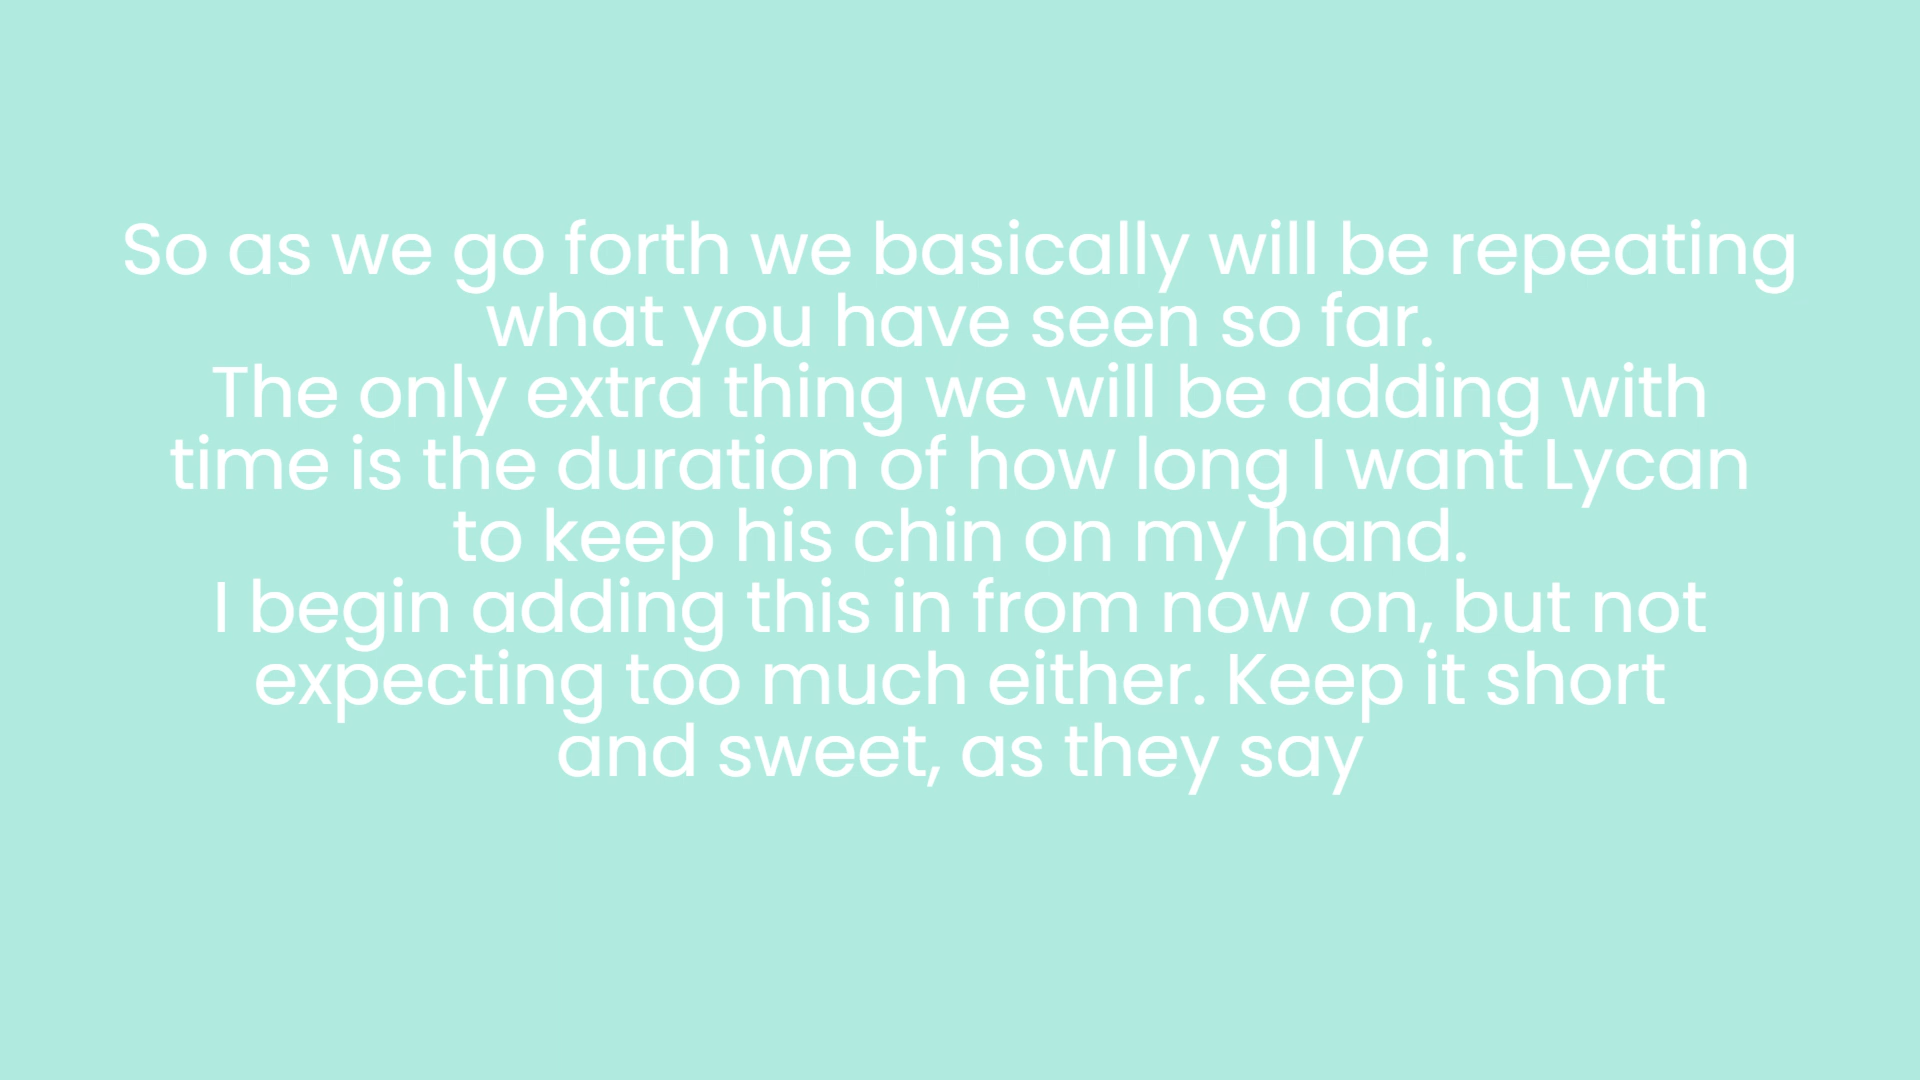 So as we go forth we basically will be repeating
what you have seen so far.
The only extra thing we will be adding with
time is the duration of how long I want Lycan
to keep his chin on my hand.
I begin adding this in from now on, but not
expecting too much either. Keep it short
and sweet, as they say